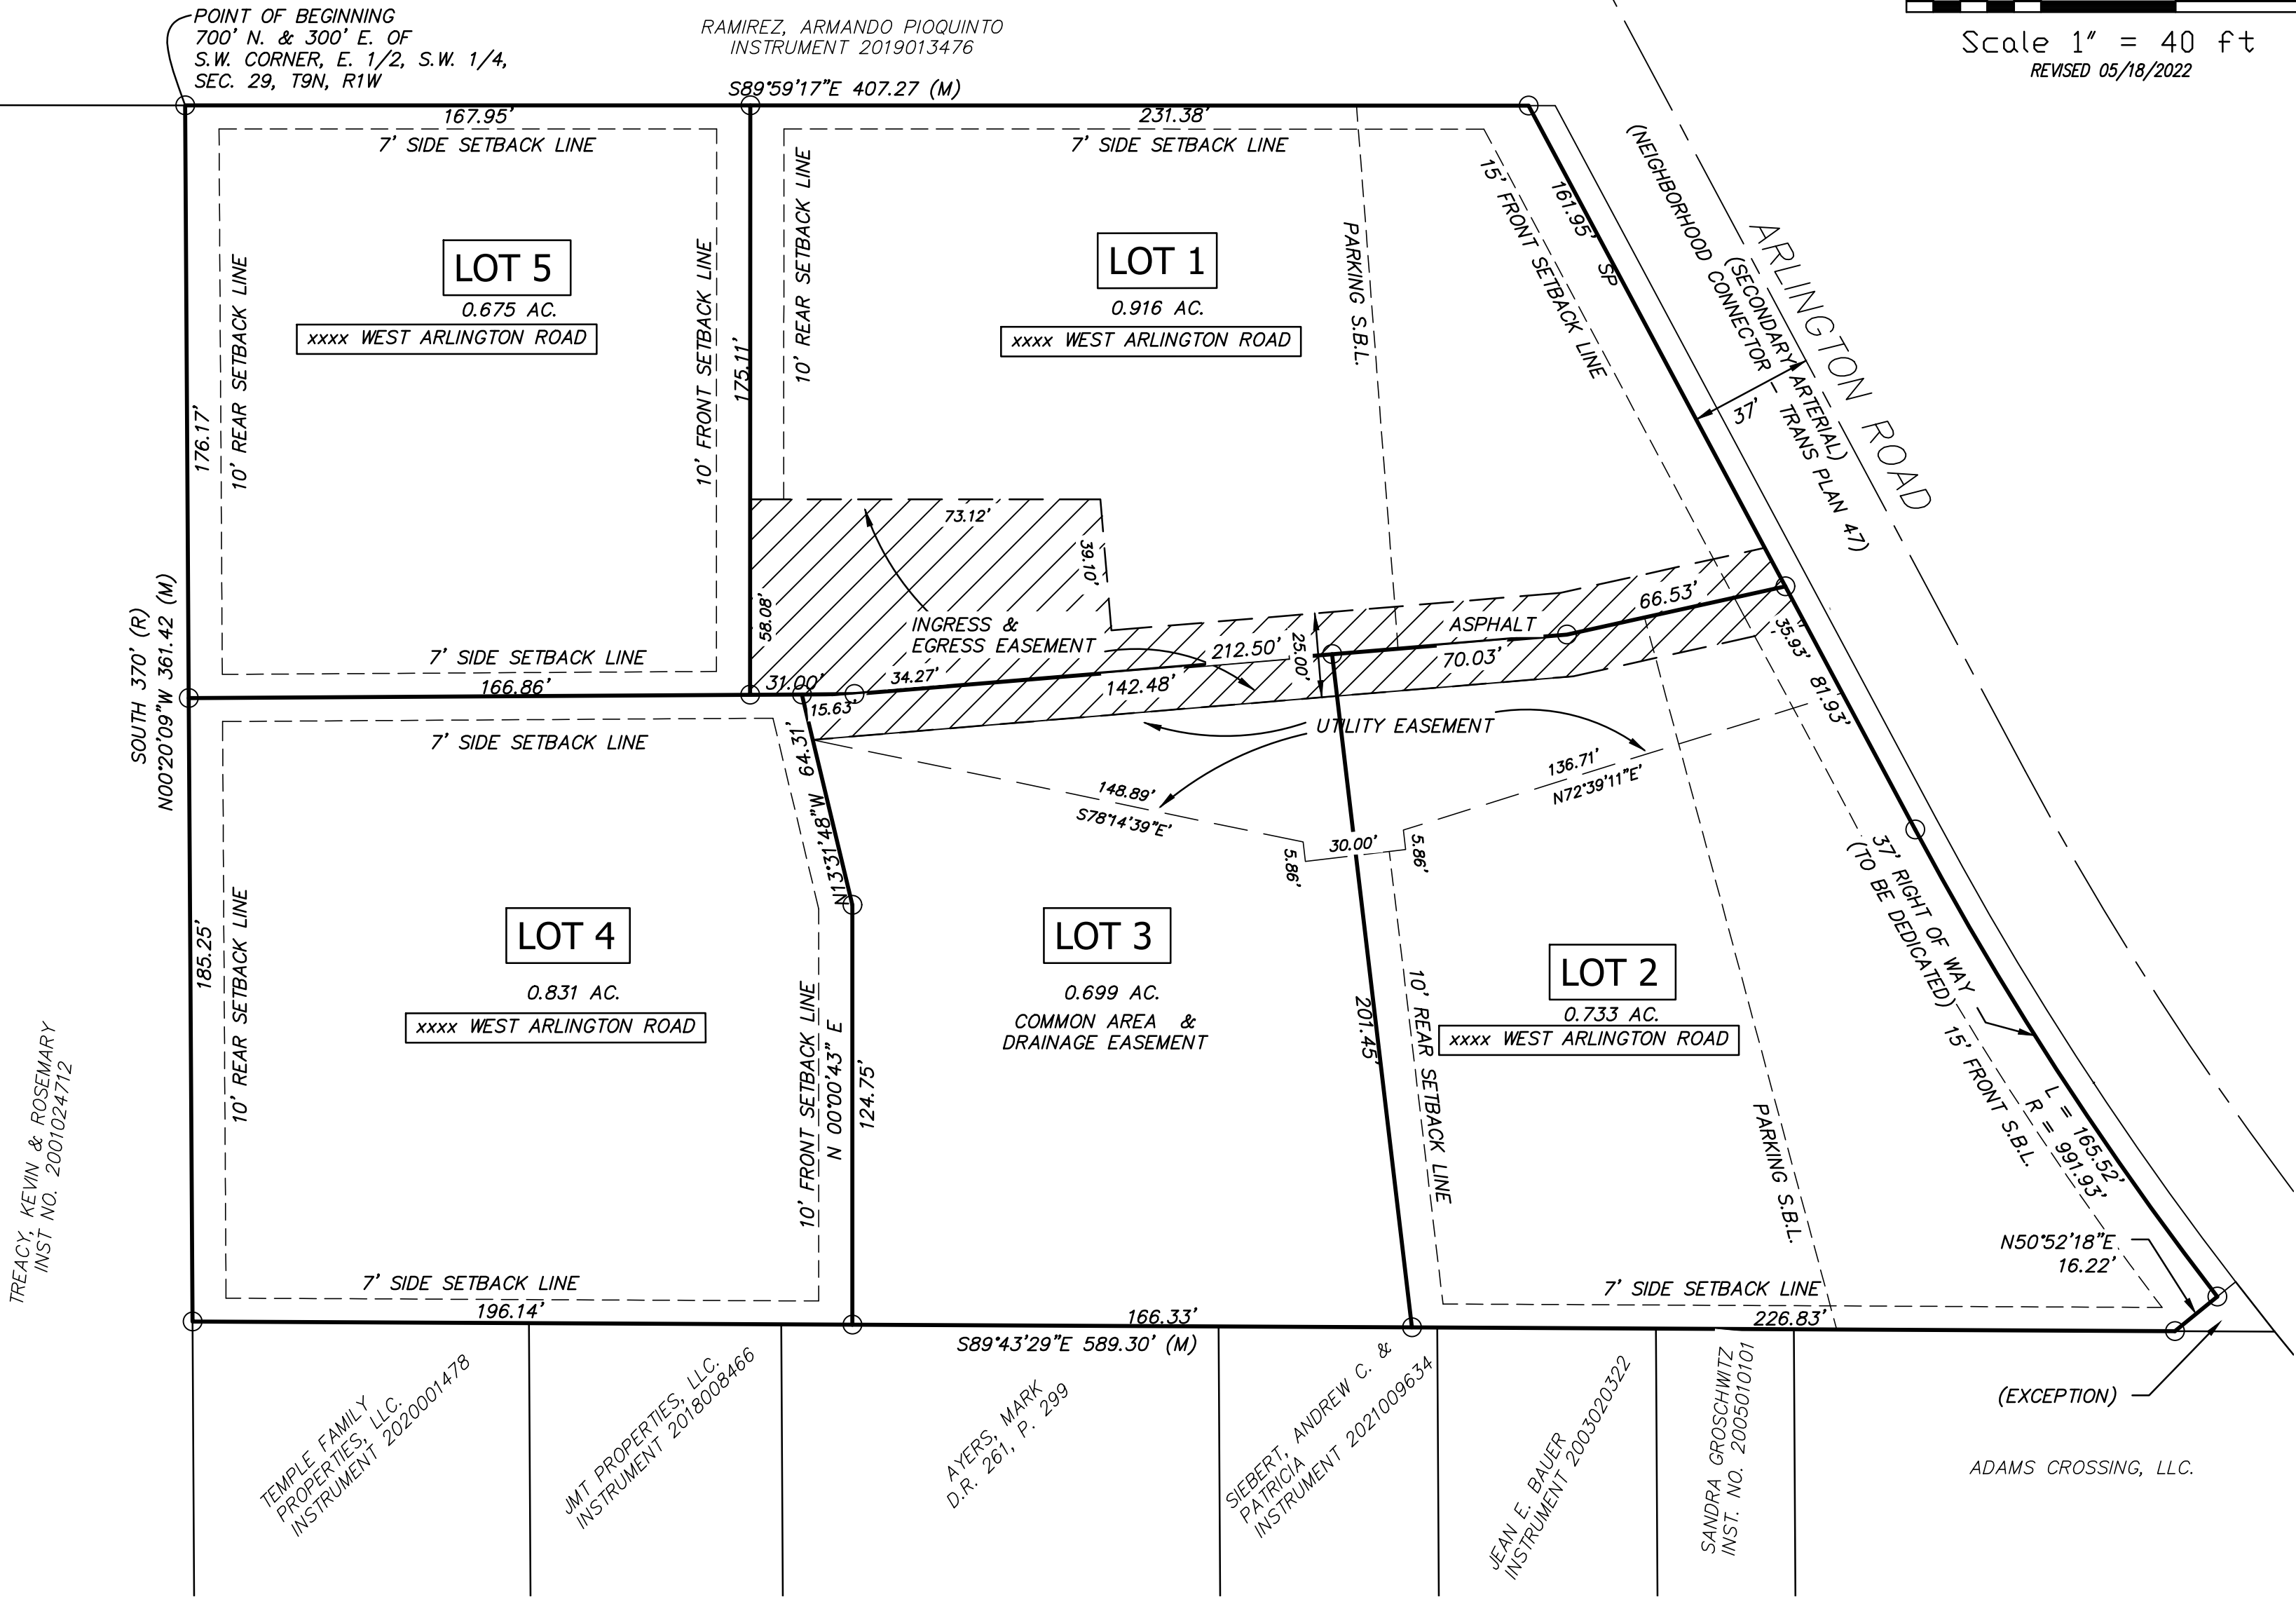 POINT OF BEGINNING
700' N. & 300' E. OF
S.W. CORNER, E. 1/2, S.W. 1/4,
SEC. 29, T9N, R1W
RAMIREZ, ARMANDO PIOQUINTO
INSTRUMENT 2019013476
S89°59'17"E 407.27 (M)
Scale 1" = 40 ft
REVISED 05/18/2022
167.95'
7' SIDE SETBACK LINE
231.38'
7' SIDE SETBACK LINE
10' REAR SETBACK LINE
LOT 5
0.675 AC.
xxxx WEST ARLINGTON ROAD
10' FRONT SETBACK LINE
175.11'
176.17'
10' REAR SETBACK LINE
LOT 1
0.916 AC.
xxxx WEST ARLINGTON ROAD
PARKING S.B.L.
15' FRONT SETBACK LINE
161.95'
SP
(NEIGHBORHOOD CONNECTOR - TRANS PLAN 47)
(SECONDARY ARTERIAL)
ARLINGTON ROAD
37'
73.12'
39.10'
58.08'
INGRESS &
EGRESS EASEMENT
ASPHALT
66.53'
25.00'
212.50'
70.03'
35.93'
81.93'
7' SIDE SETBACK LINE
166.86'
31.00'
34.27'
15.63'
142.48'
SOUTH 370' (R)
N00°20'09"W 361.42 (M)
7' SIDE SETBACK LINE
N13°31'48"W 64.31'
UTILITY EASEMENT
148.89'
S78°14'39"E'
136.71'
N72°39'11"E'
5.86'
30.00'
5.86'
185.25'
10' REAR SETBACK LINE
LOT 4
0.831 AC.
xxxx WEST ARLINGTON ROAD
10' FRONT SETBACK LINE
N 00°00'43" E
124.75'
LOT 3
0.699 AC.
COMMON AREA &
DRAINAGE EASEMENT
201.45'
10' REAR SETBACK LINE
LOT 2
0.733 AC.
xxxx WEST ARLINGTON ROAD
PARKING S.B.L.
37' RIGHT OF WAY
(TO BE DEDICATED)
15' FRONT S.B.L.
L = 165.52'
R = 991.93'
N50°52'18"E
16.22'
7' SIDE SETBACK LINE
196.14'
166.33'
S89°43'29"E 589.30' (M)
7' SIDE SETBACK LINE
226.83'
(EXCEPTION)
ADAMS CROSSING, LLC.
TREACY, KEVIN & ROSEMARY
INST NO. 2001024712
TEMPLE FAMILY
PROPERTIES, LLC.
INSTRUMENT 2020001478
JMT PROPERTIES, LLC.
INSTRUMENT 2018008466
AYERS, MARK
D.R. 261, P. 299
SIEBERT, ANDREW C. &
PATRICIA
INSTRUMENT 2021009634
JEAN E. BAUER
INSTRUMENT 2003020322
SANDRA GROSCHWITZ
INST. NO. 2005010101